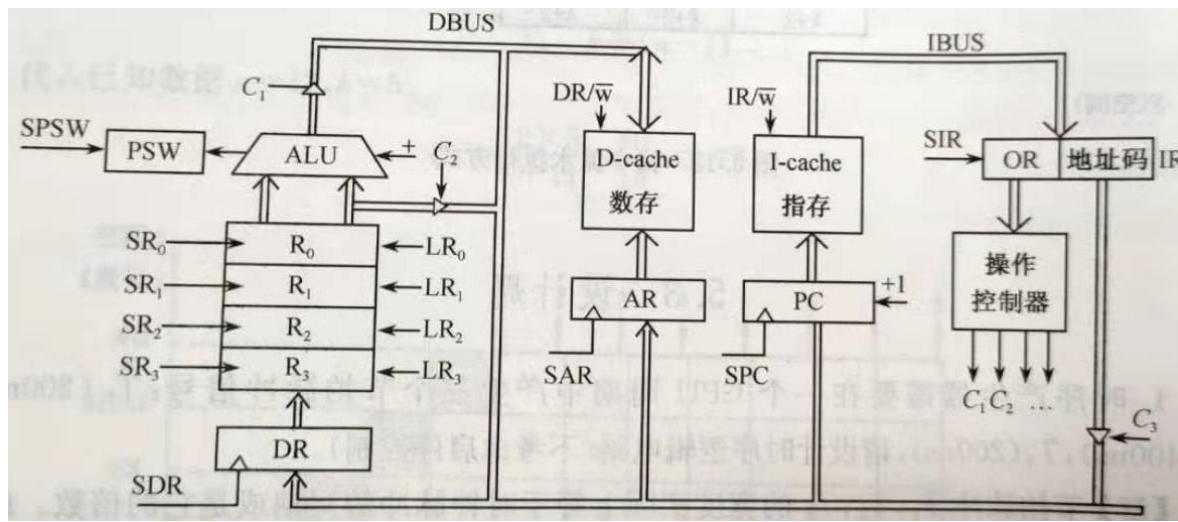 DBUS
IBUS
C₁
DR/w̅
IR/w̅
SPSW
PSW
ALU
+
C₂
D-cache
数存
I-cache
指存
SIR
OR
地址码
IR
SR₀
R₀
LR₀
SR₁
R₁
LR₁
SR₂
R₂
LR₂
SR₃
R₃
LR₃
操作
控制器
AR
PC
+1
SAR
SPC
C₁ C₂ …
C₃
DR
SDR